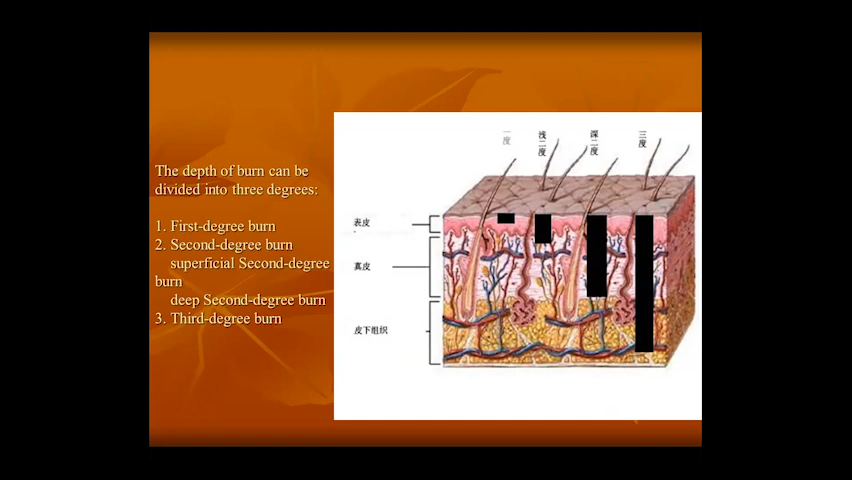 The depth of burn can be
divided into three degrees:
1. First-degree burn
2. Second-degree burn
superficial Second-degree
burn
deep Second-degree burn
3. Third-degree burn
一度
浅二度
深二度
三度
表皮
真皮
皮下组织